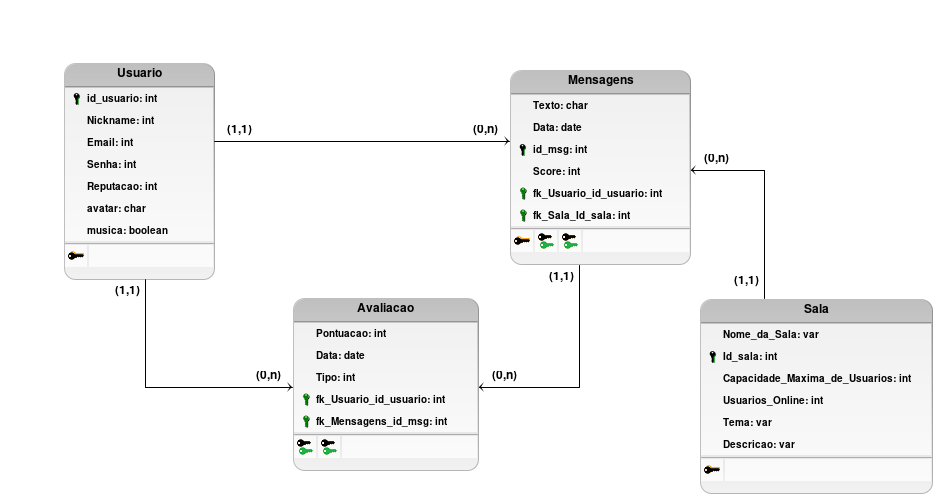 Usuario
id_usuario: int
Nickname: int
Email: int
Senha: int
Reputacao: int
avatar: char
musica: boolean
(1,1)
(0,n)
Mensagens
Texto: char
Data: date
id_msg: int
Score: int
fk_Usuario_id_usuario: int
fk_Sala_Id_sala: int
(0,n)
(1,1)
(1,1)
(1,1)
Avaliacao
Pontuacao: int
Data: date
Tipo: int
fk_Usuario_id_usuario: int
fk_Mensagens_id_msg: int
(0,n)
(0,n)
Sala
Nome_da_Sala: var
Id_sala: int
Capacidade_Maxima_de_Usuarios: int
Usuarios_Online: int
Tema: var
Descricao: var